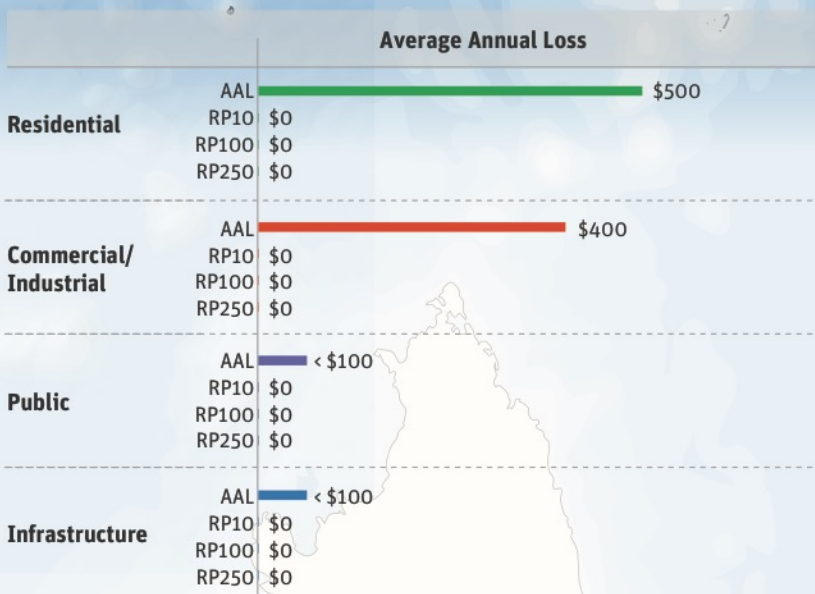 Average Annual Loss
Residential
AAL $500
RP10 $0
RP100 $0
RP250 $0
Commercial/
Industrial
AAL $400
RP10 $0
RP100 $0
RP250 $0
Public
AAL < $100
RP10 $0
RP100 $0
RP250 $0
Infrastructure
AAL < $100
RP10 $0
RP100 $0
RP250 $0